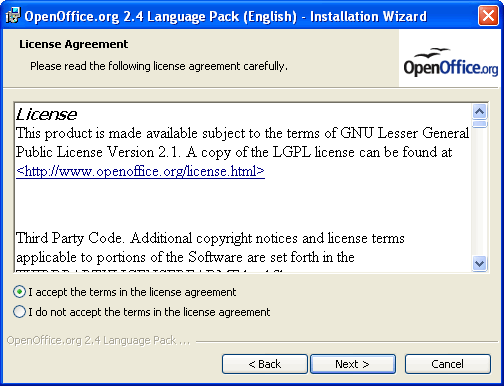 OpenOffice.org 2.4 Language Pack (English) - Installation Wizard
License Agreement
Please read the following license agreement carefully.
OpenOffice.org
License
This product is made available subject to the terms of GNU Lesser General
Public License Version 2.1. A copy of the LGPL license can be found at
<http://www.openoffice.org/license.html>
Third Party Code. Additional copyright notices and license terms
applicable to portions of the Software are set forth in the
I accept the terms in the license agreement
I do not accept the terms in the license agreement
OpenOffice.org 2.4 Language Pack ...
< Back
Next >
Cancel